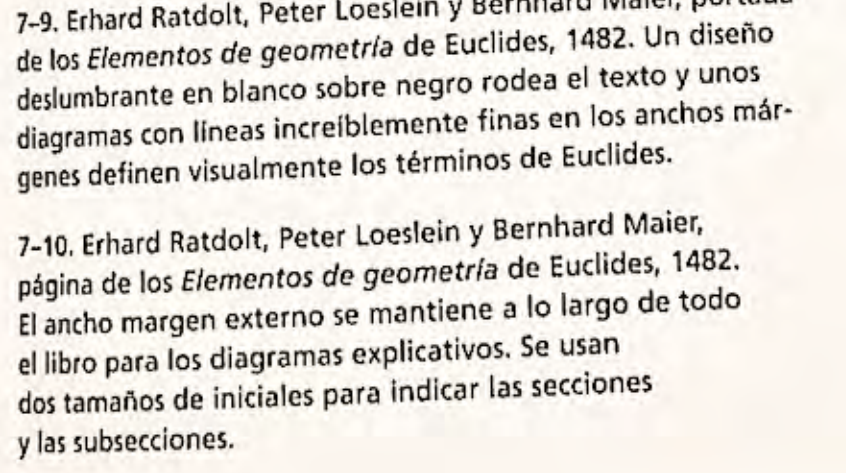 7–9. Erhard Ratdolt, Peter Loeslein y Bernhard Maier, portada
de los Elementos de geometría de Euclides, 1482. Un diseño
deslumbrante en blanco sobre negro rodea el texto y unos
diagramas con líneas increíblemente finas en los anchos már-
genes definen visualmente los términos de Euclides.
7–10. Erhard Ratdolt, Peter Loeslein y Bernhard Maier,
página de los Elementos de geometría de Euclides, 1482.
El ancho margen externo se mantiene a lo largo de todo
el libro para los diagramas explicativos. Se usan
dos tamaños de iniciales para indicar las secciones
y las subsecciones.